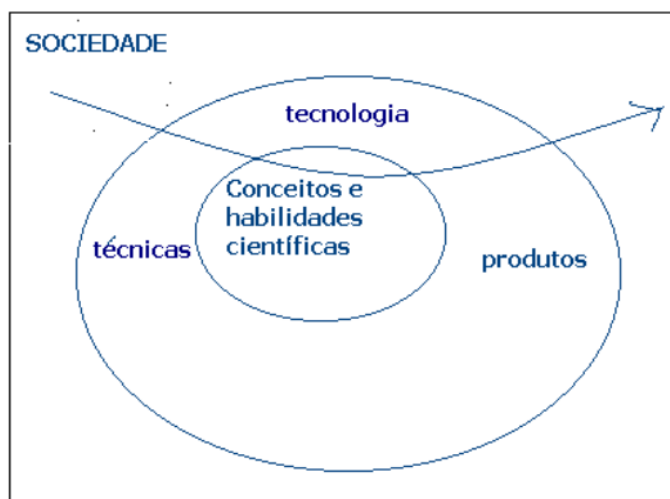 SOCIEDADE
tecnologia
Conceitos e
habilidades
científicas
técnicas
produtos